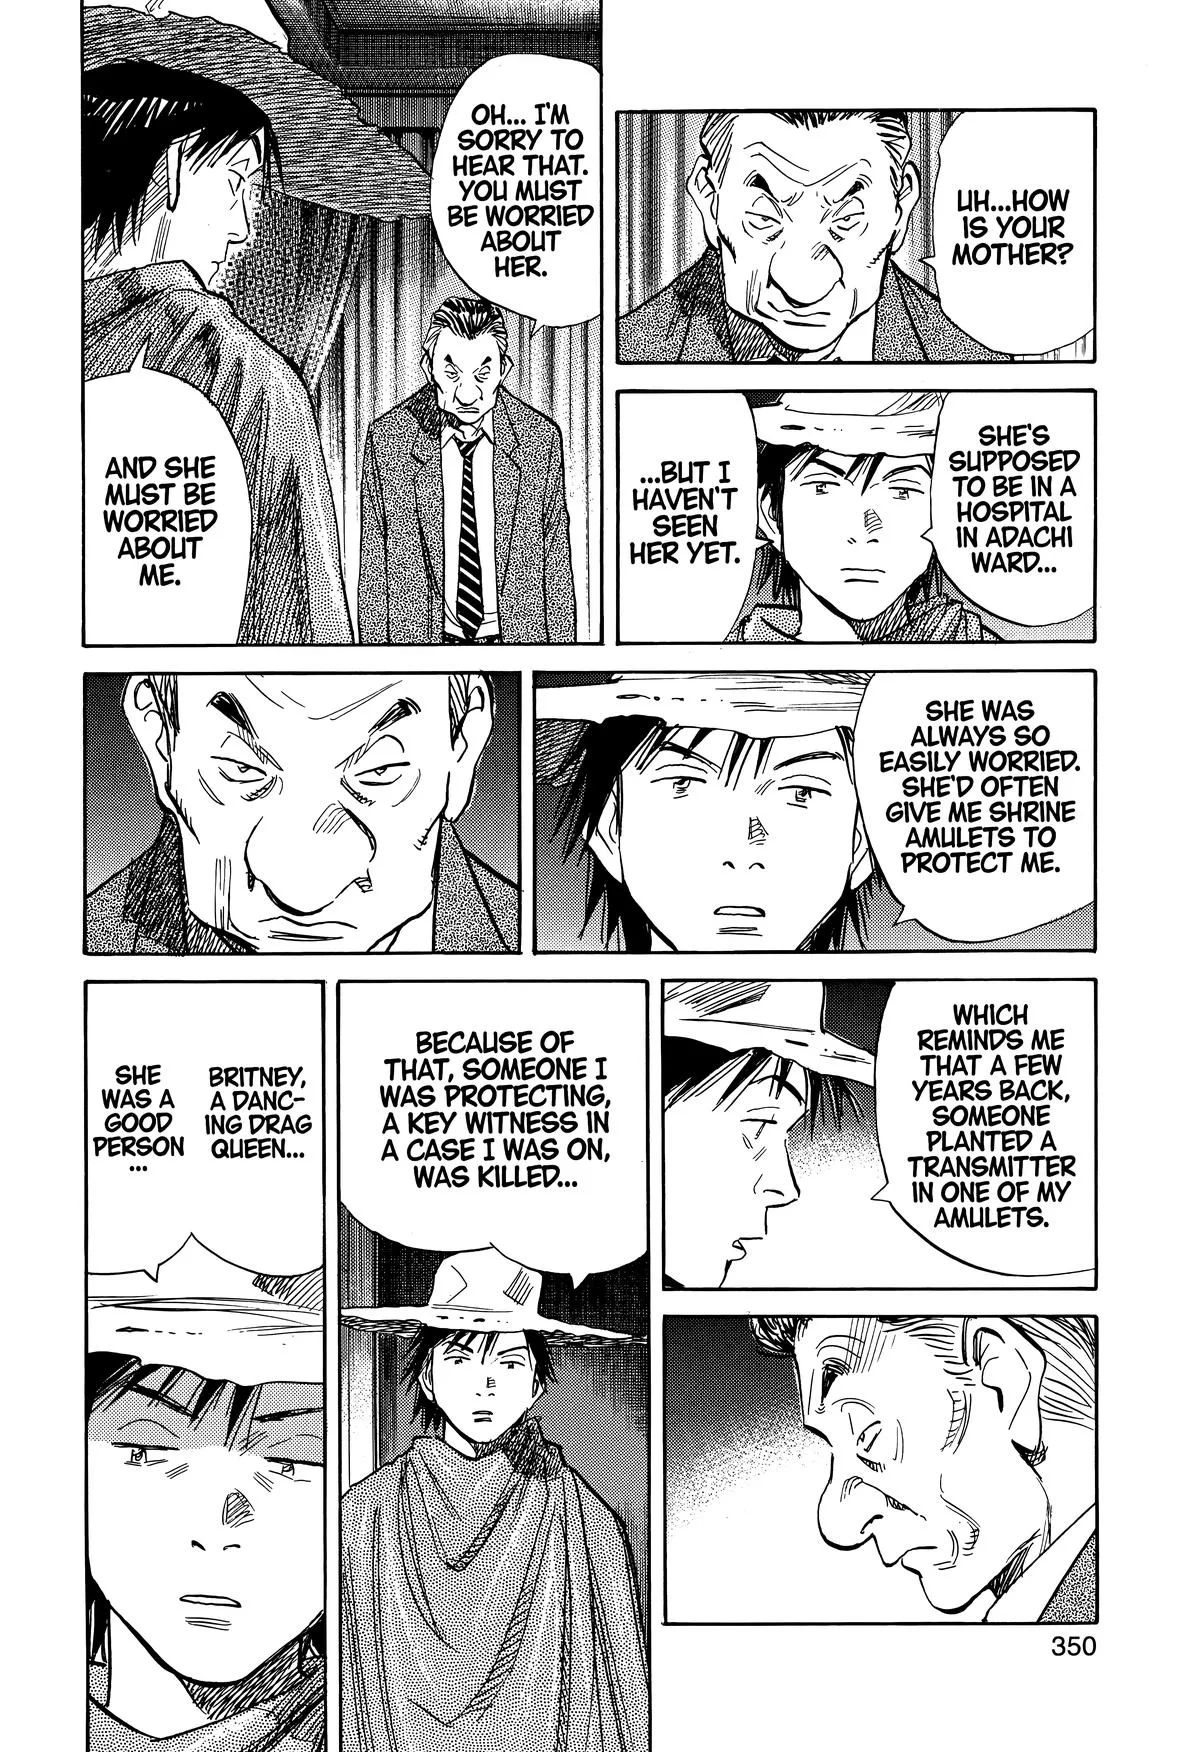 UH...HOW
IS YOUR
MOTHER?
SHE'S
SUPPOSED
TO BE IN A
HOSPITAL
IN ADACHI
WARD...
...BUT I
HAVEN'T
SEEN
HER YET.
OH... I'M
SORRY TO
HEAR THAT.
YOU MUST
BE WORRIED
ABOUT
HER.
AND SHE
MUST BE
WORRIED
ABOUT
ME.
SHE WAS
ALWAYS SO
EASILY WORRIED.
SHE'D OFTEN
GIVE ME SHRINE
AMULETS TO
PROTECT ME.
WHICH
REMINDS ME
THAT A FEW
YEARS BACK,
SOMEONE
PLANTED A
TRANSMITTER
IN ONE OF MY
AMULETS.
BECAUSE OF
THAT, SOMEONE I
WAS PROTECTING,
A KEY WITNESS IN
A CASE I WAS ON,
WAS KILLED...
BRITNEY,
A DANC-
ING DRAG
QUEEN...
SHE
WAS A
GOOD
PERSON
...
350